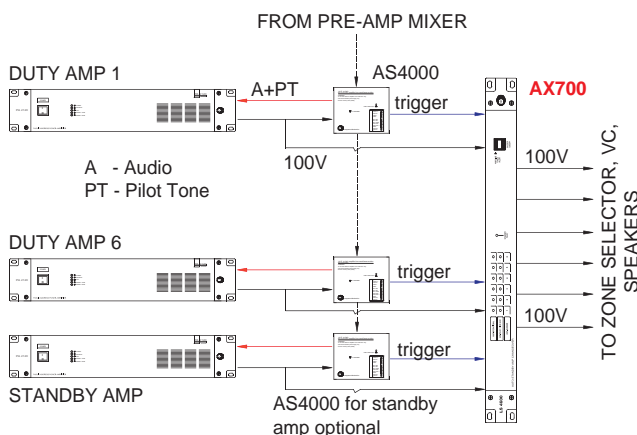 FROM PRE-AMP MIXER
DUTY AMP 1
AS4000
A+PT
trigger
AX700
100V
100V
A - Audio
PT - Pilot Tone
TO ZONE SELECTOR, VC,
SPEAKERS
DUTY AMP 6
trigger
100V
trigger
STANDBY AMP
AS4000 for standby
amp optional